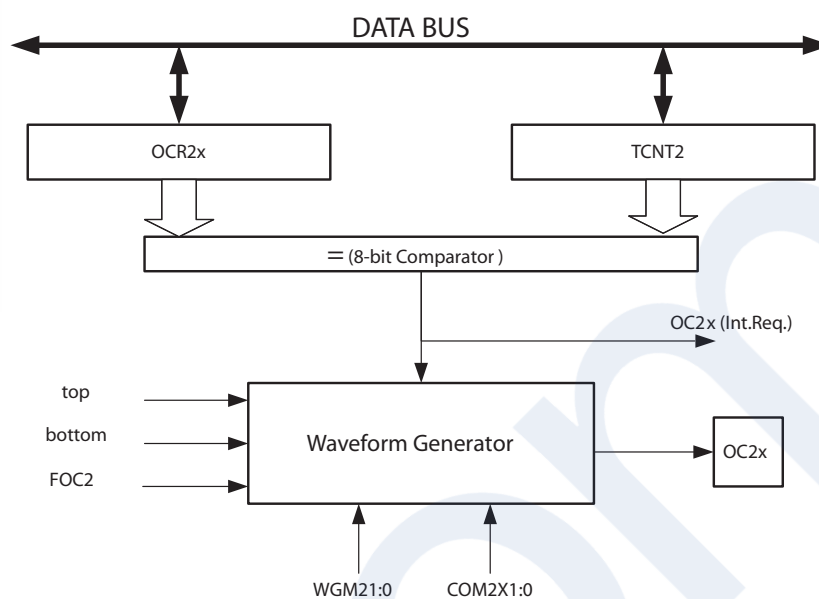 DATA BUS
OCR2x
TCNT2
= (8-bit Comparator )
OC2x (Int.Req.)
top
bottom
FOC2
Waveform Generator
OC2x
WGM21:0
COM2X1:0